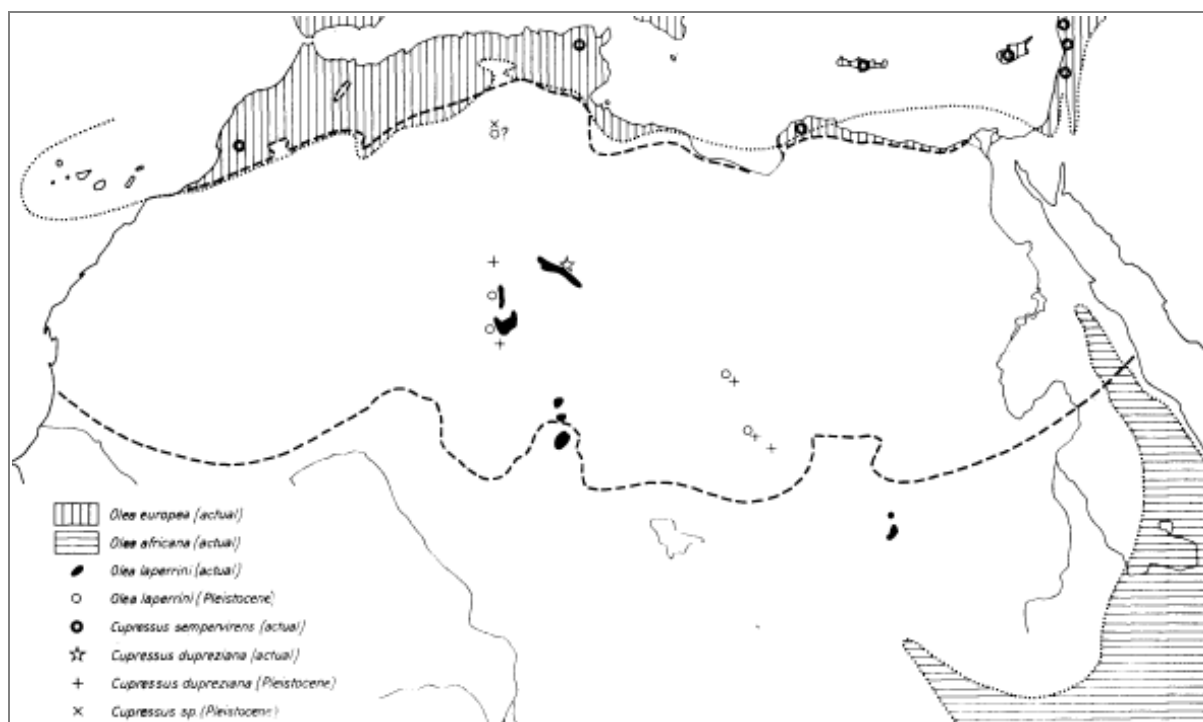 ?
Olea europea (actual)
Olea africana (actual)
Olea laperrini (actual)
Olea laperrini (Pleistocene)
Cupressus sempervirens (actual)
Cupressus dupreziana (actual)
Cupressus dupreziana (Pleistocene)
Cupressus sp. (Pleistocene)